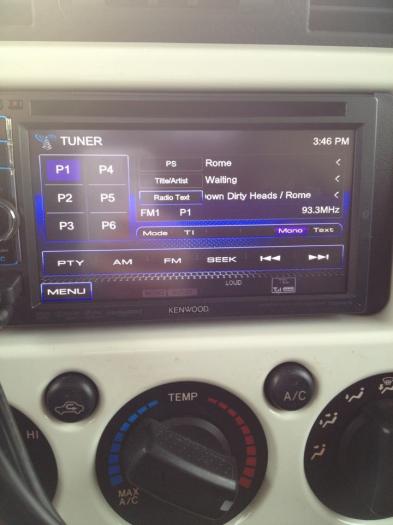 TUNER 3:46 PM
P1 P4
PS Rome
Title/Artist Waiting
P2 P5
Radio Text own Dirty Heads / Rome
FM1 P1 93.3MHz
P3 P6
Mode TI Mono Text
PTY AM FM SEEK
MENU
LOUD
KENWOOD
TEMP
A/C
HI
MAX
A/C